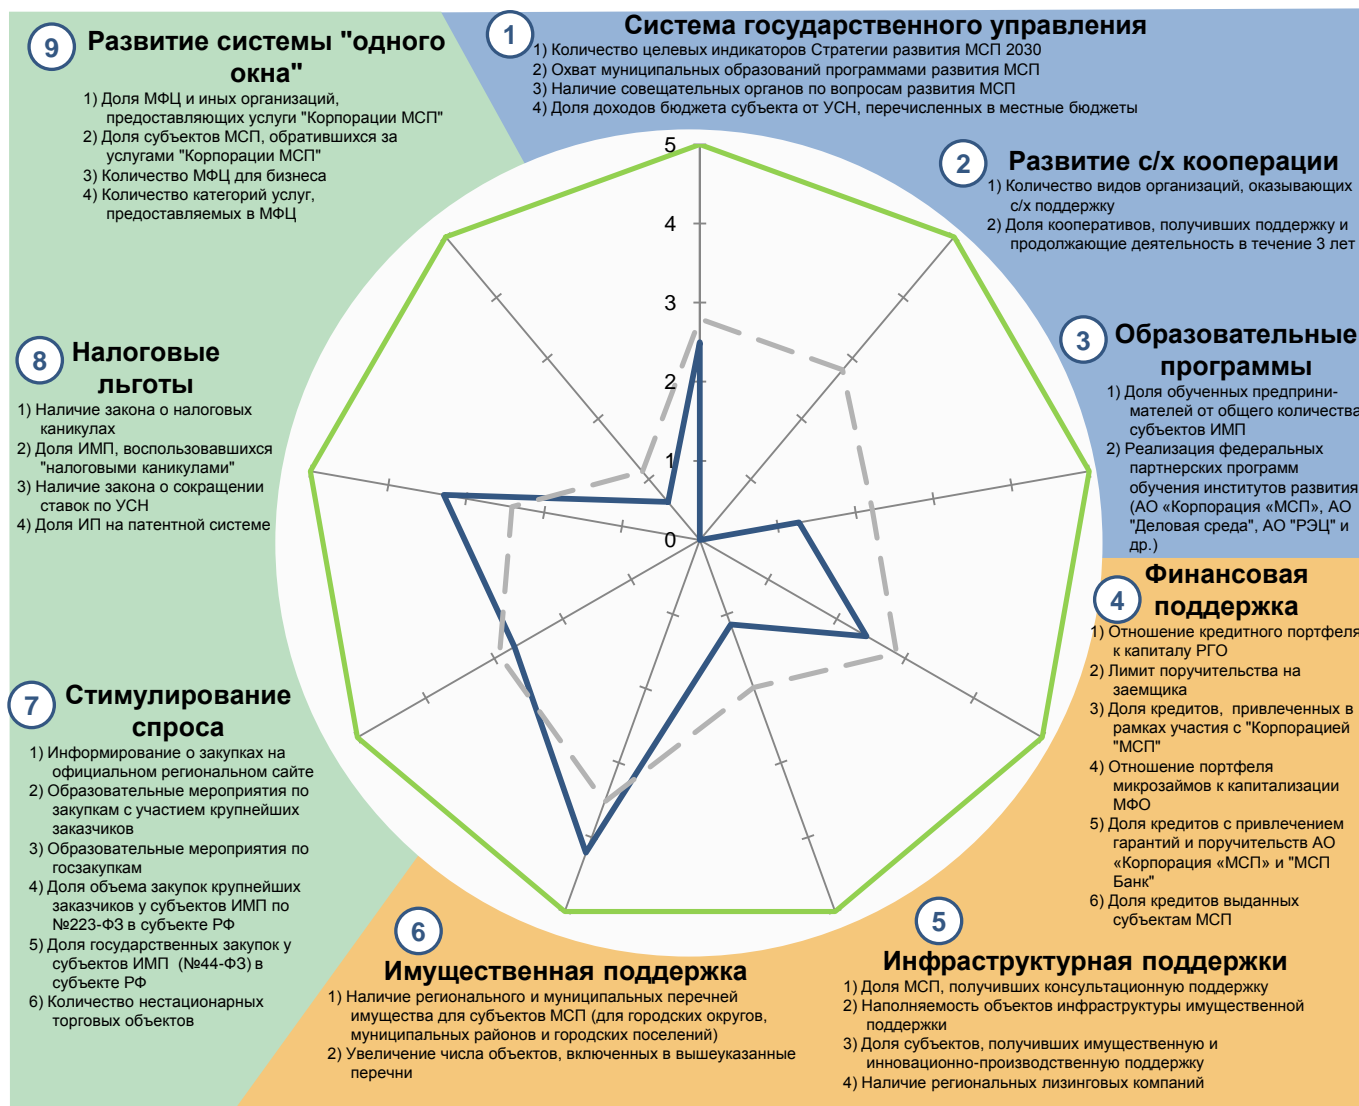 9
Развитие системы "одного
окна"
1) Доля МФЦ и иных организаций,
предоставляющих услуги "Корпорации МСП"
2) Доля субъектов МСП, обратившихся за
услугами "Корпорации МСП"
3) Количество МФЦ для бизнеса
4) Количество категорий услуг,
предоставляемых в МФЦ
1
Система государственного управления
1) Количество целевых индикаторов Стратегии развития МСП 2030
2) Охват муниципальных образований программами развития МСП
3) Наличие совещательных органов по вопросам развития МСП
4) Доля доходов бюджета субъекта от УСН, перечисленных в местные бюджеты
2
Развитие с/х кооперации
1) Количество видов организаций, оказывающих
с/х поддержку
2) Доля кооперативов, получивших поддержку и
продолжающие деятельность в течение 3 лет
3
Образовательные
программы
1) Доля обученных предприни-
мателей от общего количества
субъектов ИМП
2) Реализация федеральных
партнерских программ
обучения институтов развития
(АО «Корпорация «МСП», АО
"Деловая среда", АО "РЭЦ" и
др.)
4
Финансовая
поддержка
1) Отношение кредитного портфеля
к капиталу РГО
2) Лимит поручительства на
заемщика
3) Доля кредитов, привлеченных в
рамках участия с "Корпорацией
"МСП"
4) Отношение портфеля
микрозаймов к капитализации
МФО
5) Доля кредитов с привлечением
гарантий и поручительств АО
«Корпорация «МСП» и "МСП
Банк"
6) Доля кредитов выданных
субъектам МСП
5
Инфраструктурная поддержки
1) Доля МСП, получивших консультационную поддержку
2) Наполняемость объектов инфраструктуры имущественной
поддержки
3) Доля субъектов, получивших имущественную и
инновационно-производственную поддержку
4) Наличие региональных лизинговых компаний
6
Имущественная поддержка
1) Наличие регионального и муниципальных перечней
имущества для субъектов МСП (для городских округов,
муниципальных районов и городских поселений)
2) Увеличение числа объектов, включенных в вышеуказанные
перечни
7
Стимулирование
спроса
1) Информирование о закупках на
официальном региональном сайте
2) Образовательные мероприятия по
закупкам с участием крупнейших
заказчиков
3) Образовательные мероприятия по
госзакупкам
4) Доля объема закупок крупнейших
заказчиков у субъектов ИМП по
№223-ФЗ в субъекте РФ
5) Доля государственных закупок у
субъектов ИМП (№44-ФЗ) в
субъекте РФ
6) Количество нестационарных
торговых объектов
8
Налоговые
льготы
1) Наличие закона о налоговых
каникулах
2) Доля ИМП, воспользовавшихся
"налоговыми каникулами"
3) Наличие закона о сокращении
ставок по УСН
4) Доля ИП на патентной системе
5
4
3
2
1
0